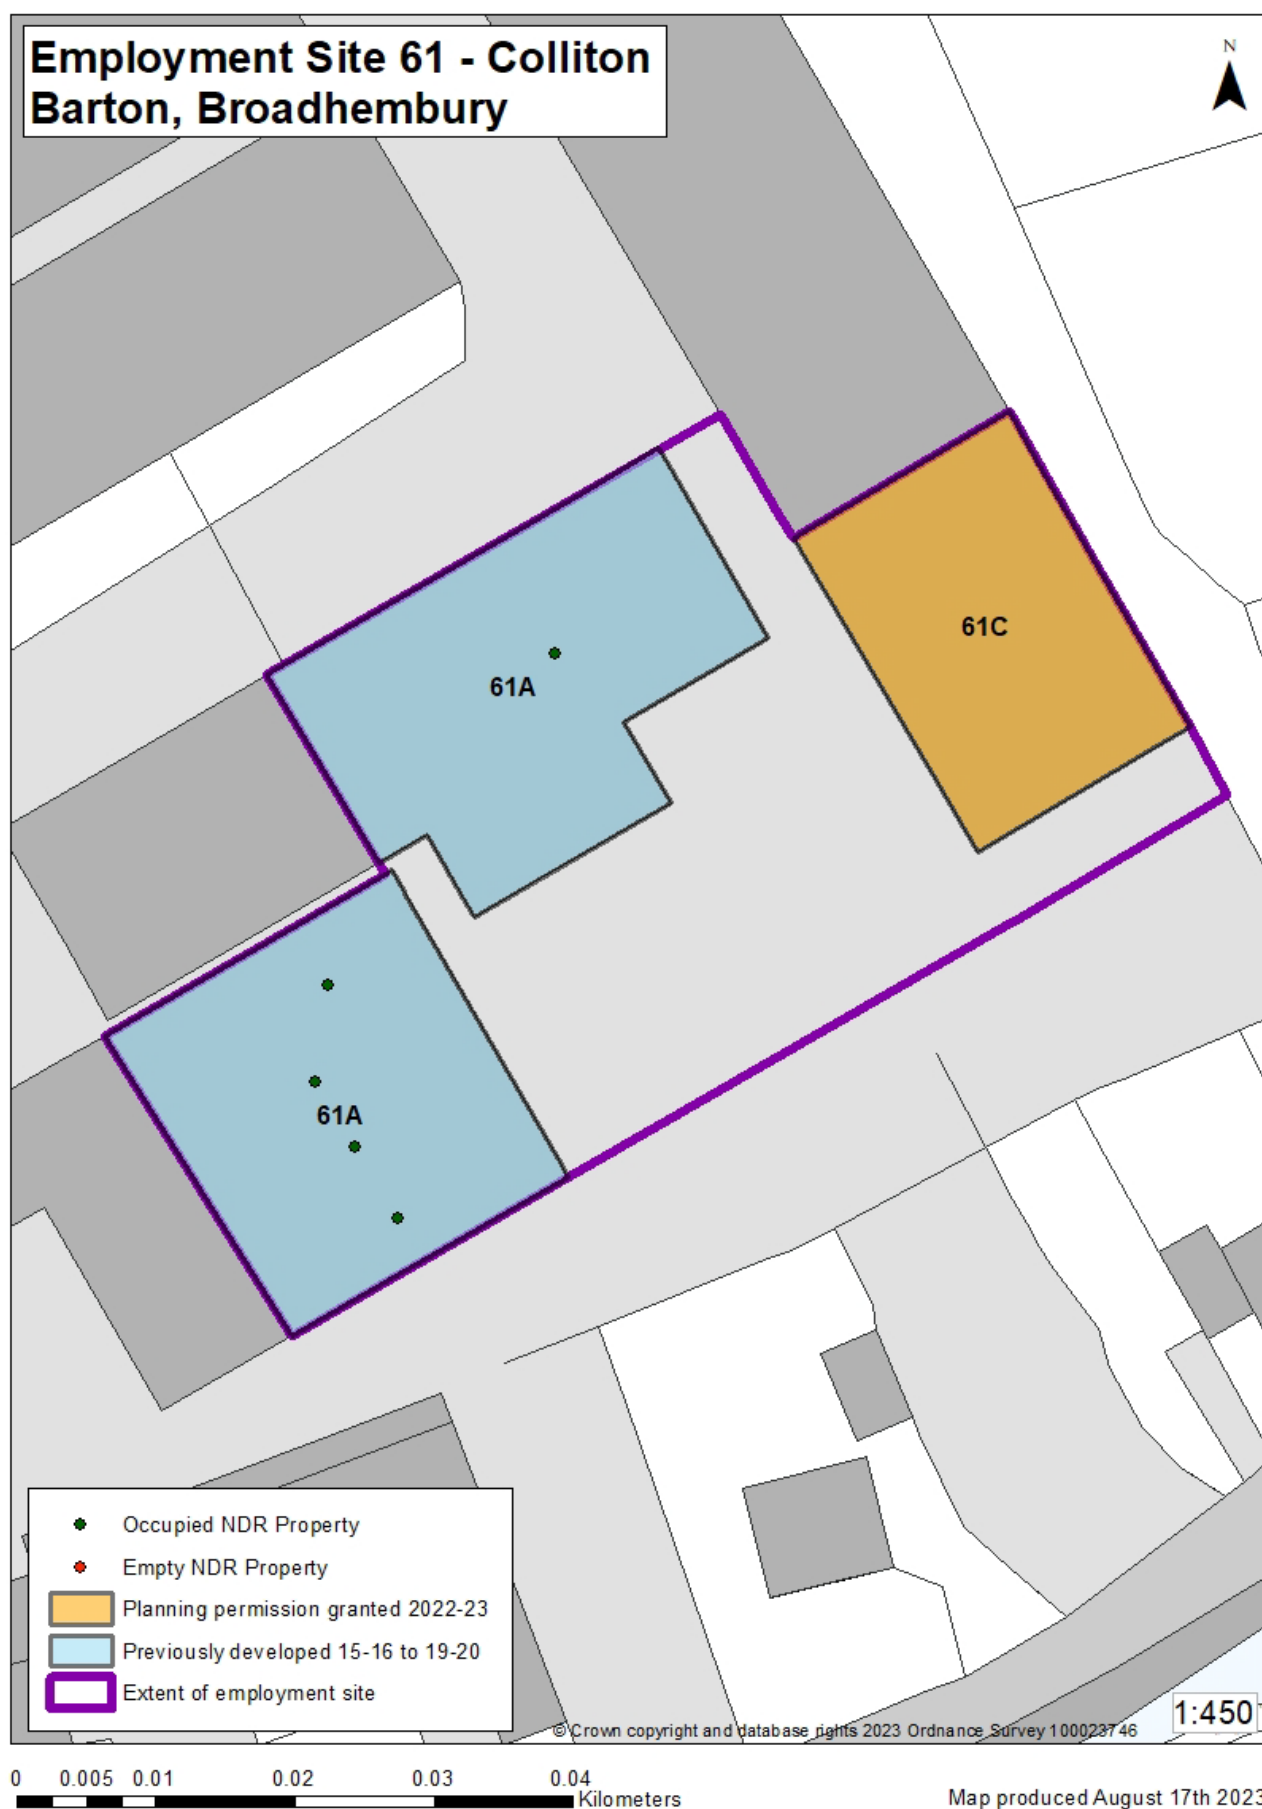 Employment Site 61 - Colliton
Barton, Broadhembury
N
61C
61A
61A
Occupied NDR Property
Empty NDR Property
Planning permission granted 2022-23
Previously developed 15-16 to 19-20
Extent of employment site
1:450
© Crown copyright and database rights 2023 Ordnance Survey 100023746
0 0.005 0.01 0.02 0.03 0.04
Kilometers
Map produced August 17th 2023